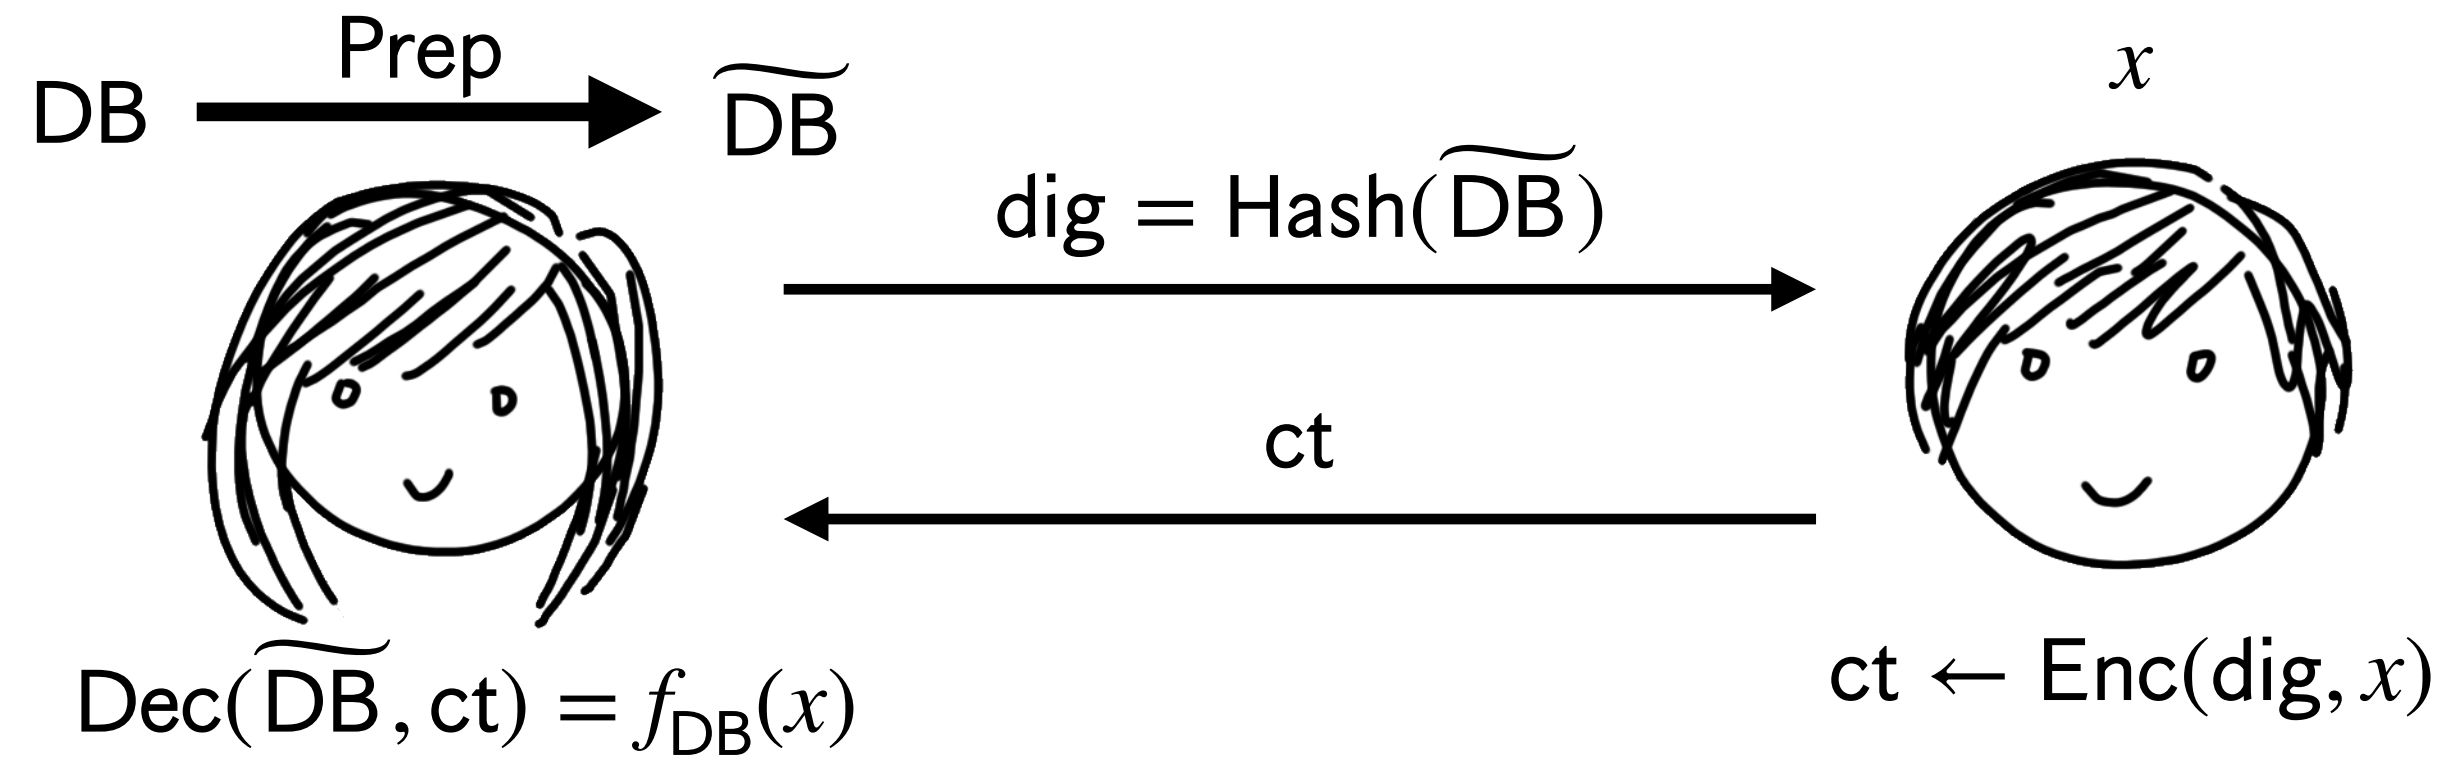 Prep
DB
D͠B
x
dig = Hash(D͠B)
ct
Dec(D͠B, ct) = f_DB(x)
ct ← Enc(dig, x)